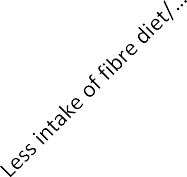 Less intake of fibre diet/...